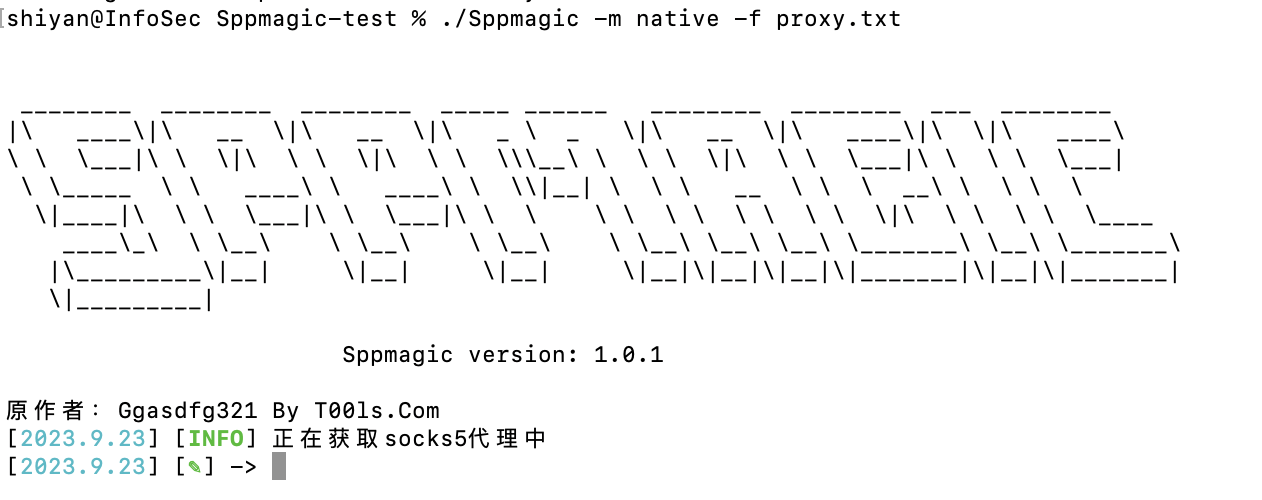 shiyan@InfoSec Sppmagic-test % ./Sppmagic -m native -f proxy.txt
SPPMAGIC
Sppmagic version: 1.0.1
原作者: Ggasdfg321 By T00ls.Com
[2023.9.23] [INFO] 正在获取socks5代理中
[2023.9.23] [✎] ->